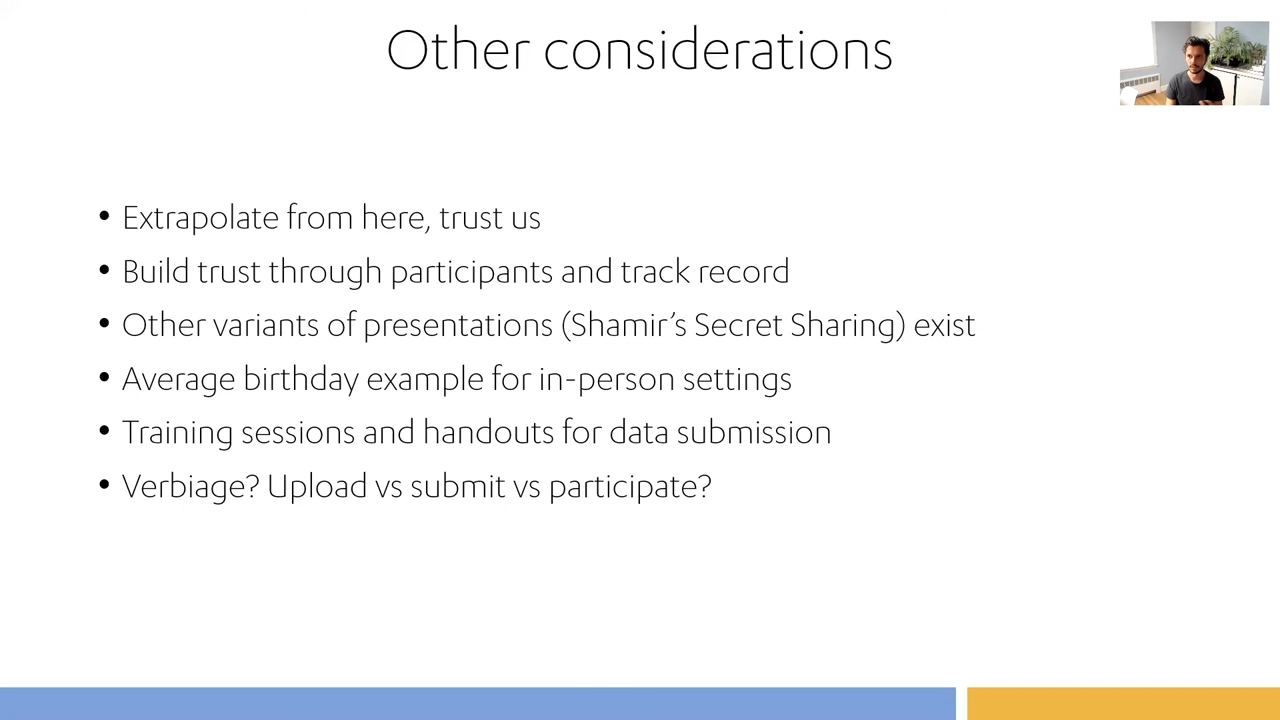 Other considerations
• Extrapolate from here, trust us
• Build trust through participants and track record
• Other variants of presentations (Shamir’s Secret Sharing) exist
• Average birthday example for in-person settings
• Training sessions and handouts for data submission
• Verbiage? Upload vs submit vs participate?